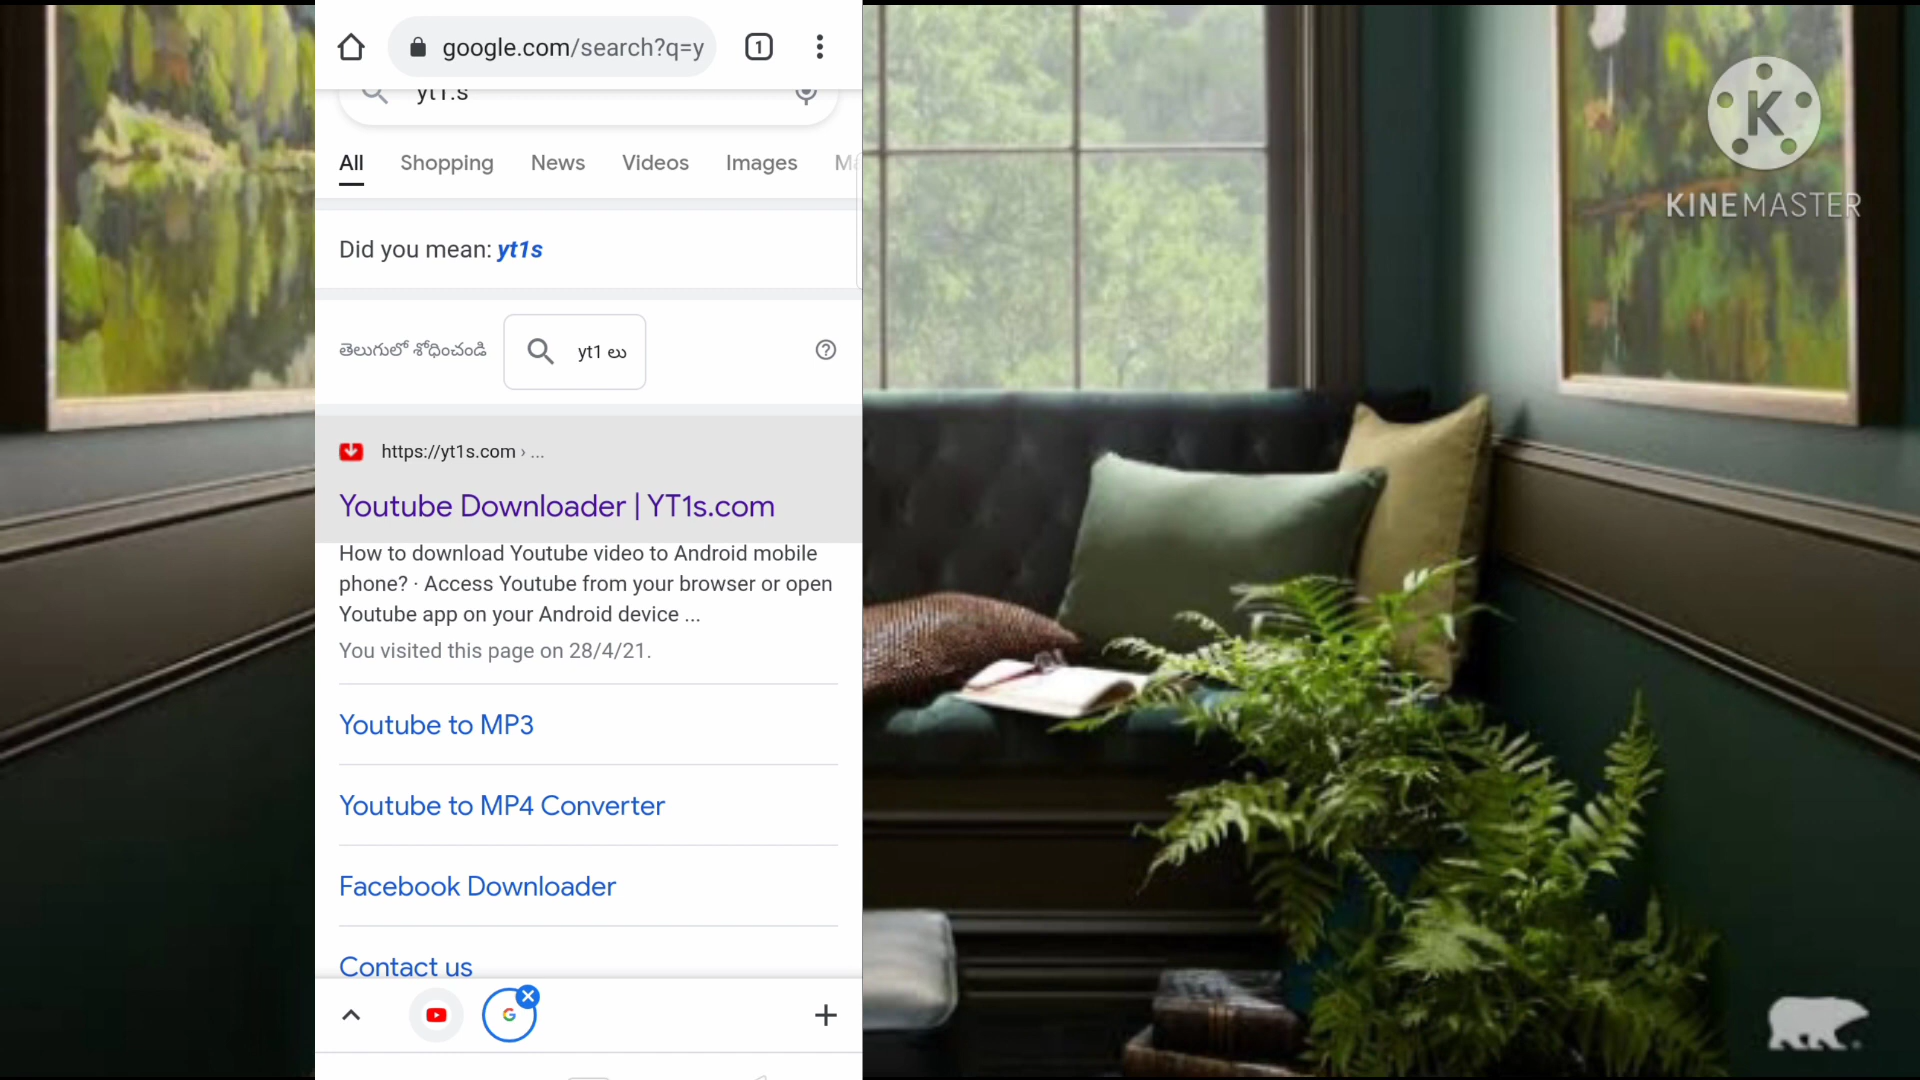 google.com/search?q=y
1
yt1.s
All Shopping News Videos Images
Did you mean: yt1s
తెలుగులో శోధించండి yt1 లు
https://yt1s.com › ...
Youtube Downloader | YT1s.com
How to download Youtube video to Android mobile
phone? · Access Youtube from your browser or open
Youtube app on your Android device ...
You visited this page on 28/4/21.
Youtube to MP3
Youtube to MP4 Converter
Facebook Downloader
Contact us
K
KINEMASTER